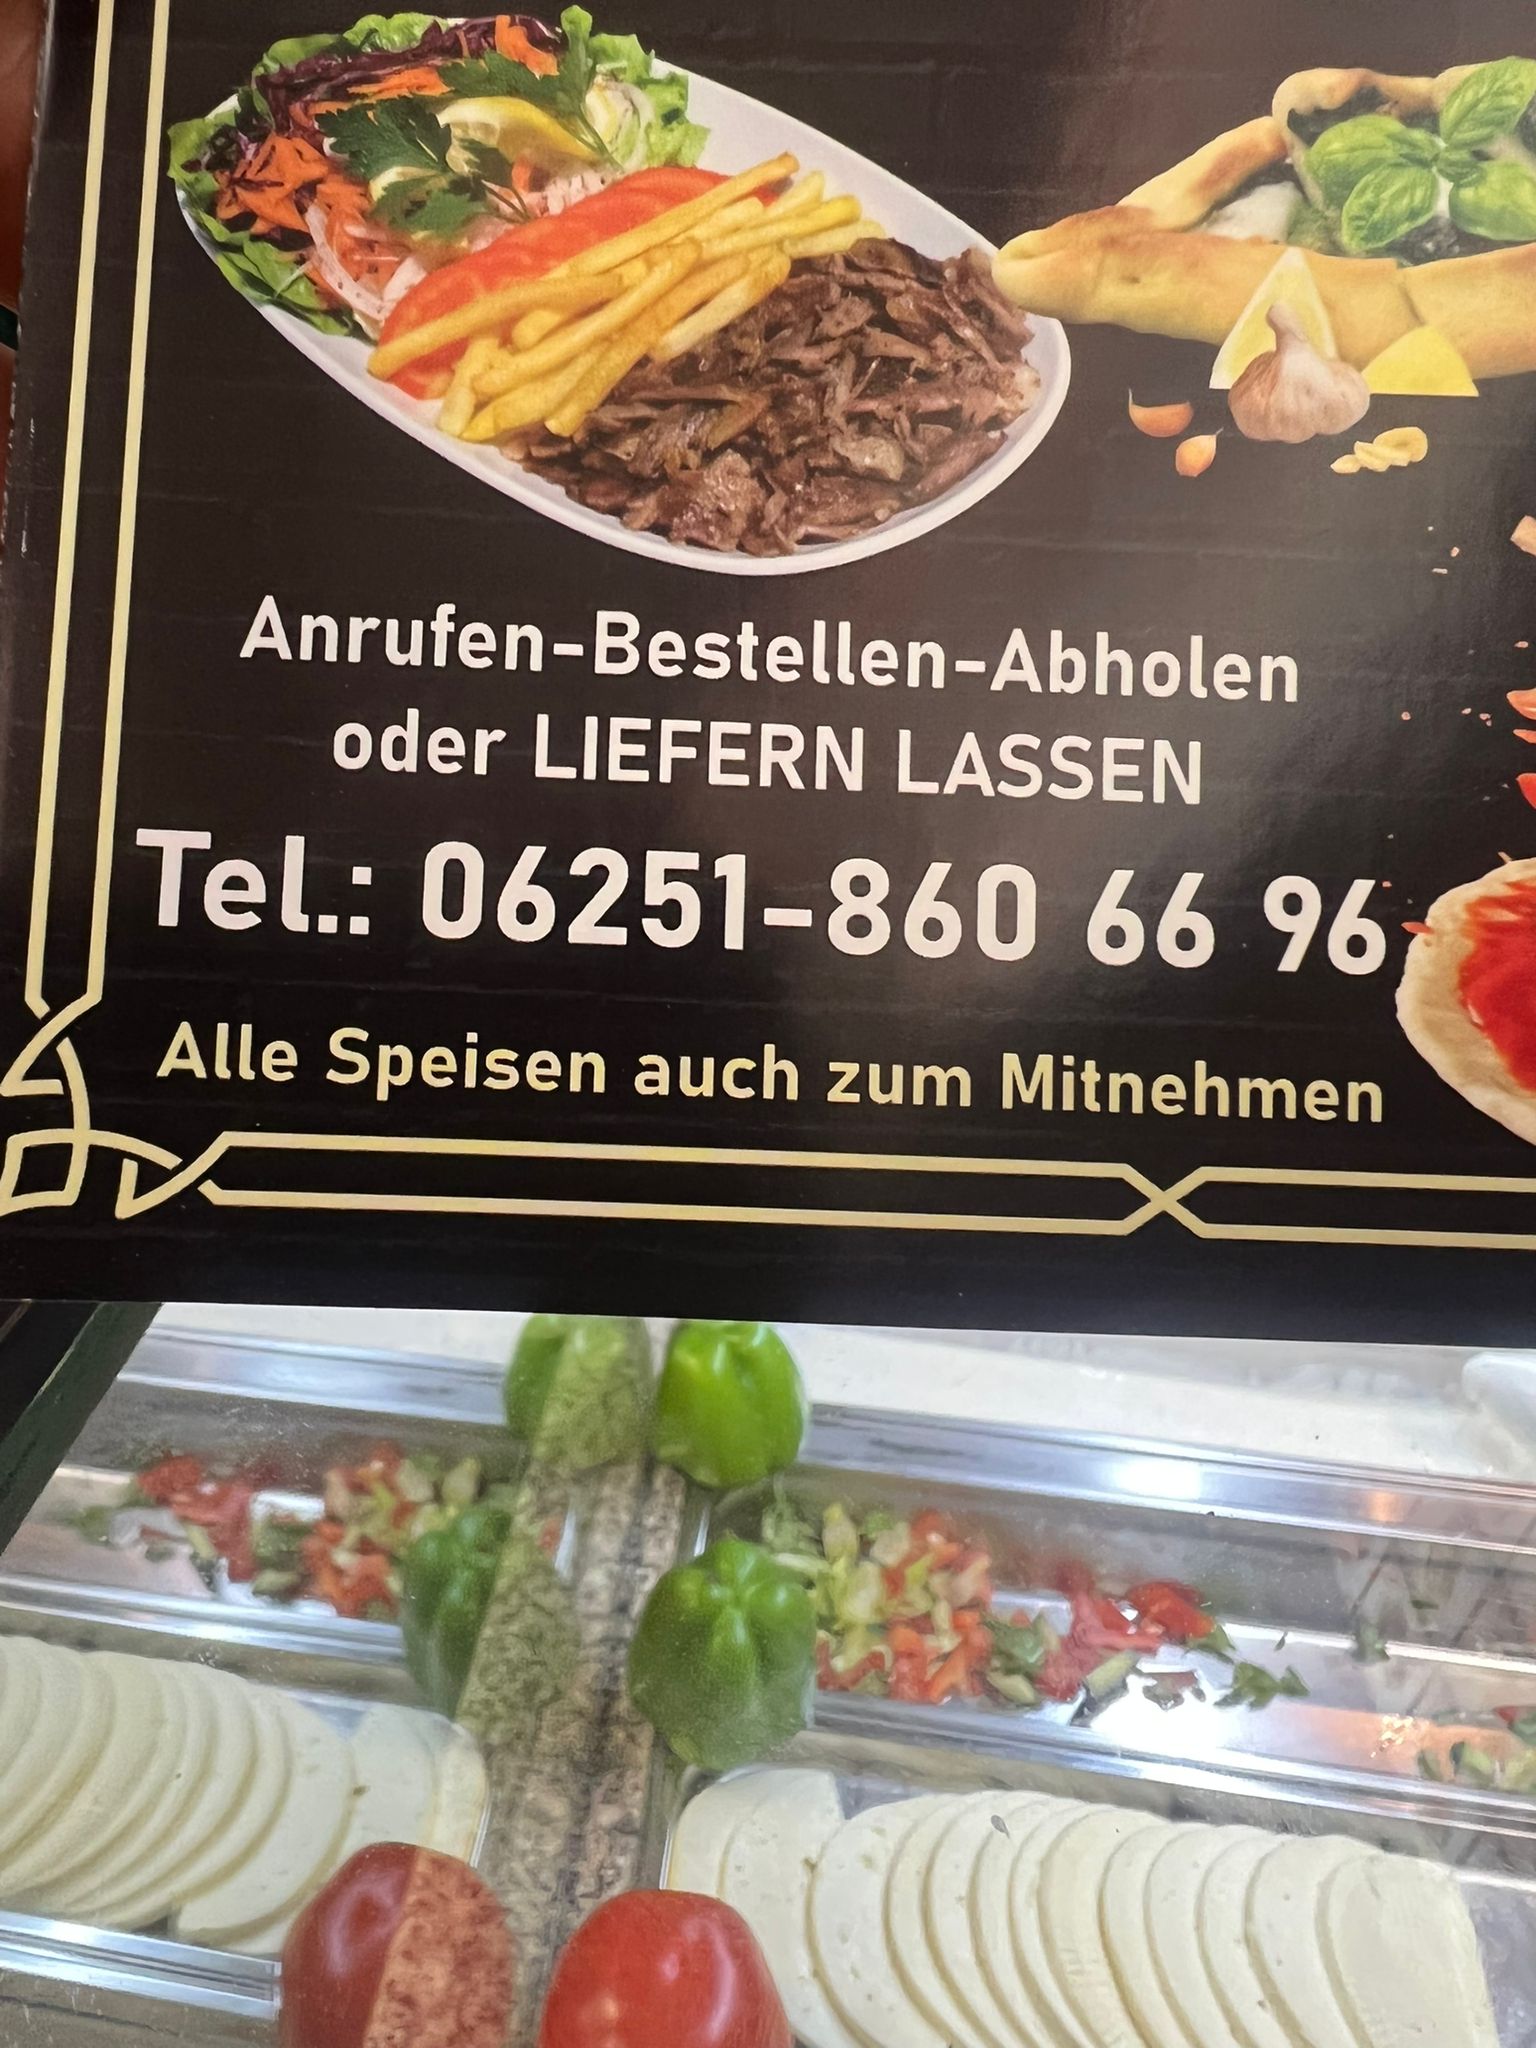 Anrufen-Bestellen-Abholen
oder LIEFERN LASSEN
Tel.: 06251-860 66 96
Alle Speisen auch zum Mitnehmen